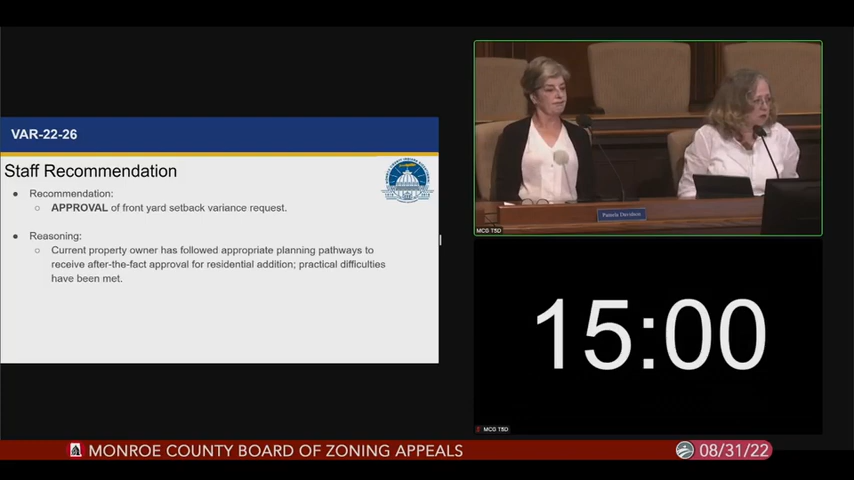 VAR-22-26
Staff Recommendation
Recommendation:
APPROVAL of front yard setback variance request.
Reasoning:
Current property owner has followed appropriate planning pathways to
receive after-the-fact approval for residential addition; practical difficulties
have been met.
Pamela Davidson
MCG TSD
15:00
MCG TSD
MONROE COUNTY BOARD OF ZONING APPEALS
08/31/22